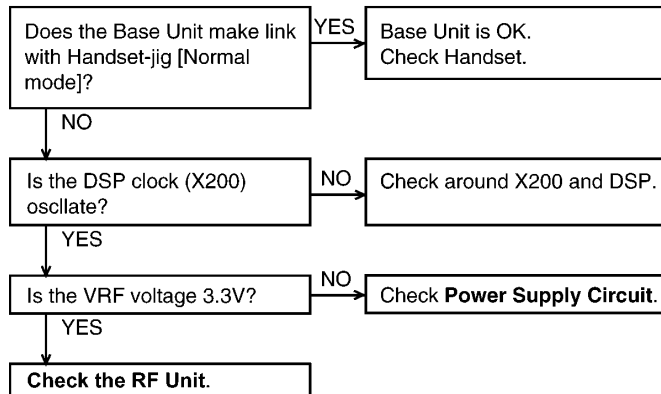 Does the Base Unit make link
with Handset-jig [Normal
mode]?
YES
Base Unit is OK.
Check Handset.
NO
Is the DSP clock (X200)
oscllate?
NO
Check around X200 and DSP.
YES
Is the VRF voltage 3.3V?
NO
Check Power Supply Circuit.
YES
Check the RF Unit.